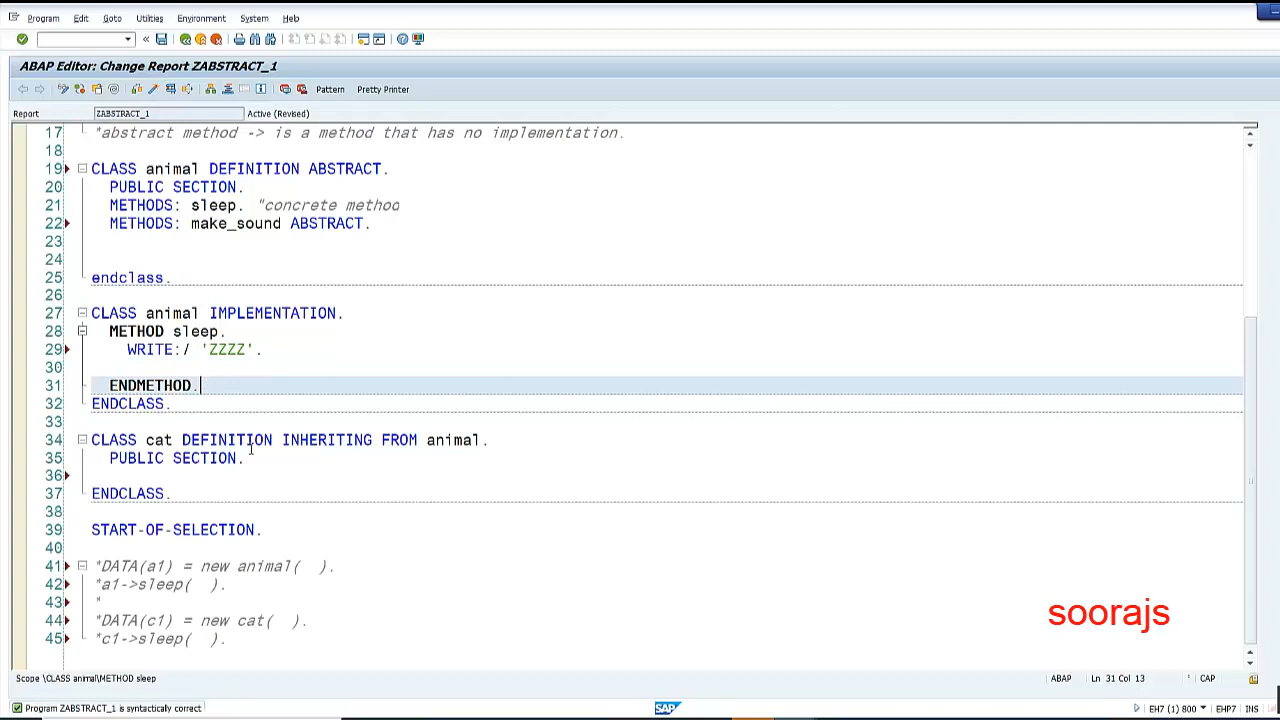 Program Edit Goto Utilities Environment System Help
«
ABAP Editor: Change Report ZABSTRACT_1
Pattern Pretty Printer
Report ZABSTRACT_1 Active (Revised)
17 *abstract method -> is a method that has no implementation.
18
19 CLASS animal DEFINITION ABSTRACT.
20 PUBLIC SECTION.
21 METHODS: sleep. "concrete method
22 METHODS: make_sound ABSTRACT.
23
24
25 endclass.
26
27 CLASS animal IMPLEMENTATION.
28 METHOD sleep.
29 WRITE:/ 'ZZZZ'.
30
31 ENDMETHOD.
32 ENDCLASS.
33
34 CLASS cat DEFINITION INHERITING FROM animal.
35 PUBLIC SECTION.
36
37 ENDCLASS.
38
39 START-OF-SELECTION.
40
41 *DATA(a1) = new animal( ).
42 *a1->sleep( ).
43 *
44 *DATA(c1) = new cat( ).
45 *c1->sleep( ).
soorajs
Scope \CLASS animal\METHOD sleep ABAP Ln 31 Col 13 CAP
Program ZABSTRACT_1 is syntactically correct SAP EH7 (1) 800 EHP7 INS